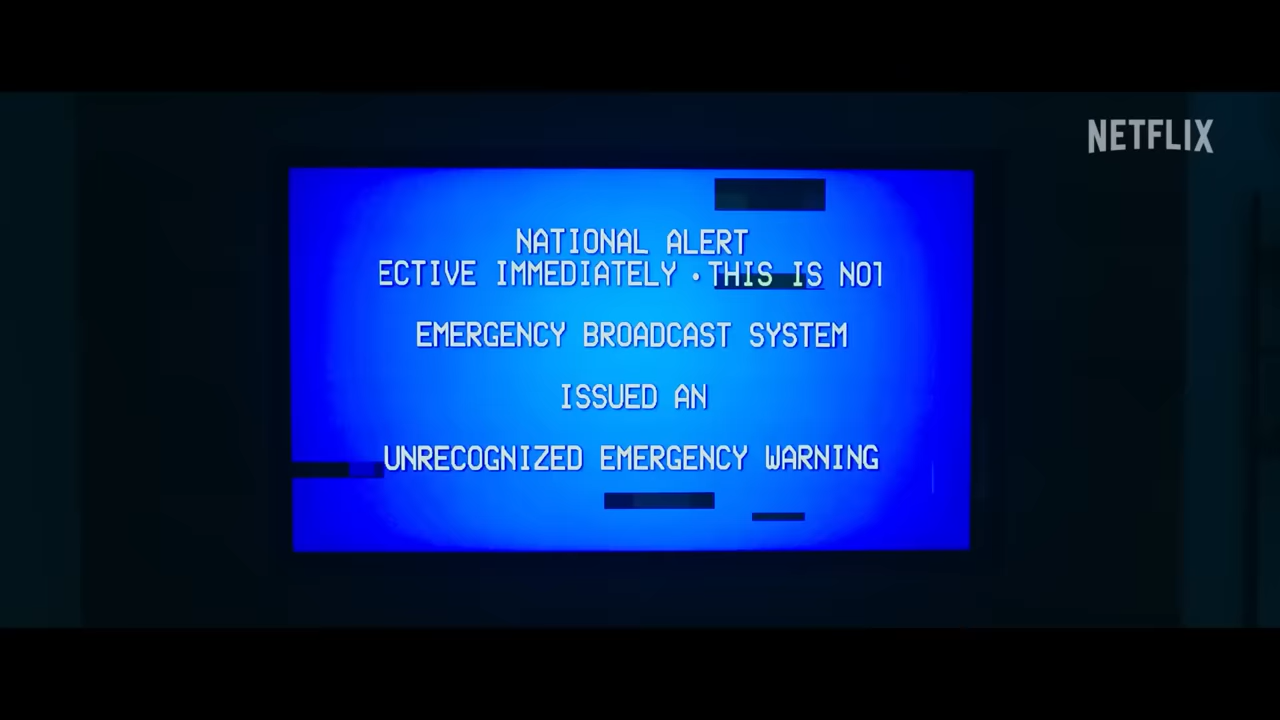 NETFLIX
NATIONAL ALERT
ECTIVE IMMEDIATELY • THIS IS NOT
EMERGENCY BROADCAST SYSTEM
ISSUED AN
UNRECOGNIZED EMERGENCY WARNING